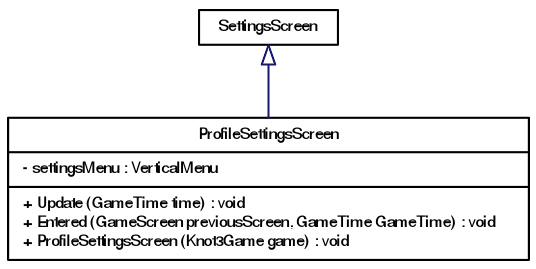 SettingsScreen
ProfileSettingsScreen
- settingsMenu : VerticalMenu
+ Update (GameTime time) : void
+ Entered (GameScreen previousScreen, GameTime GameTime) : void
+ ProfileSettingsScreen (Knot3Game game) : void